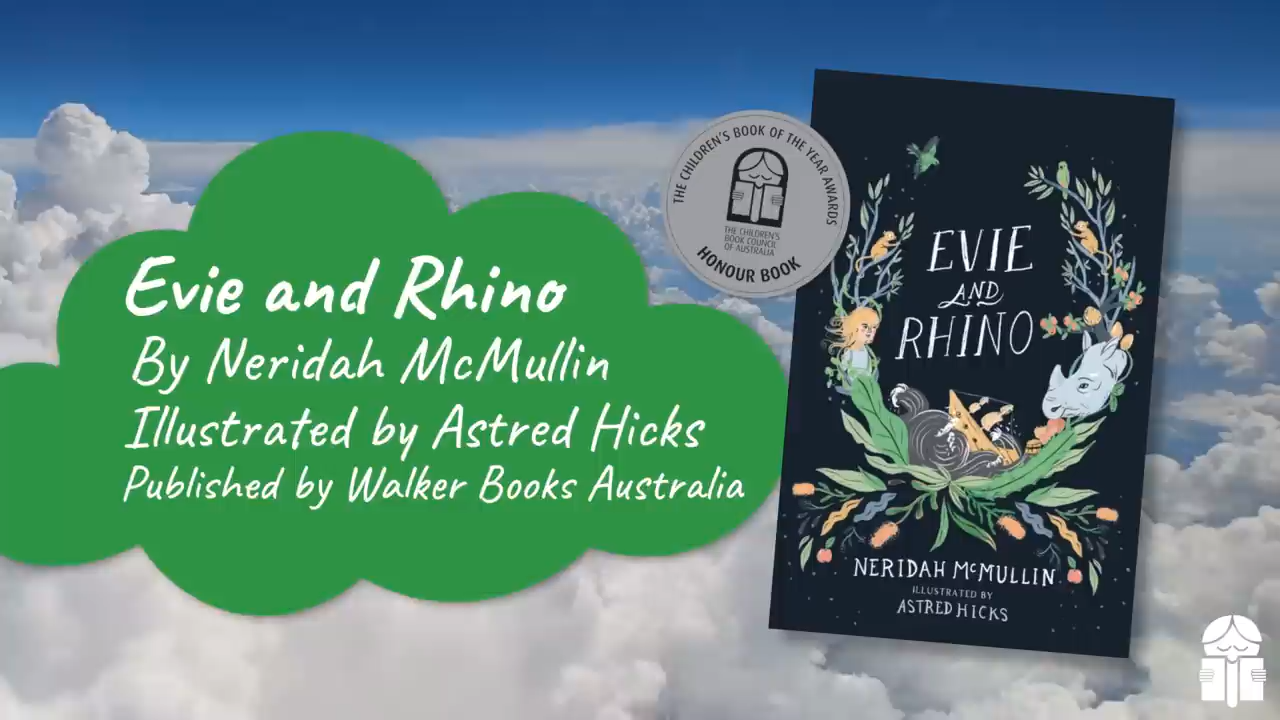 Evie and Rhino
By Neridah McMullin
Illustrated by Astred Hicks
Published by Walker Books Australia
THE CHILDREN'S BOOK OF THE YEAR AWARDS
THE CHILDREN'S
BOOK COUNCIL
OF AUSTRALIA
HONOUR BOOK
EVIE
AND
RHINO
NERIDAH McMULLIN
ILLUSTRATED BY
ASTRED HICKS